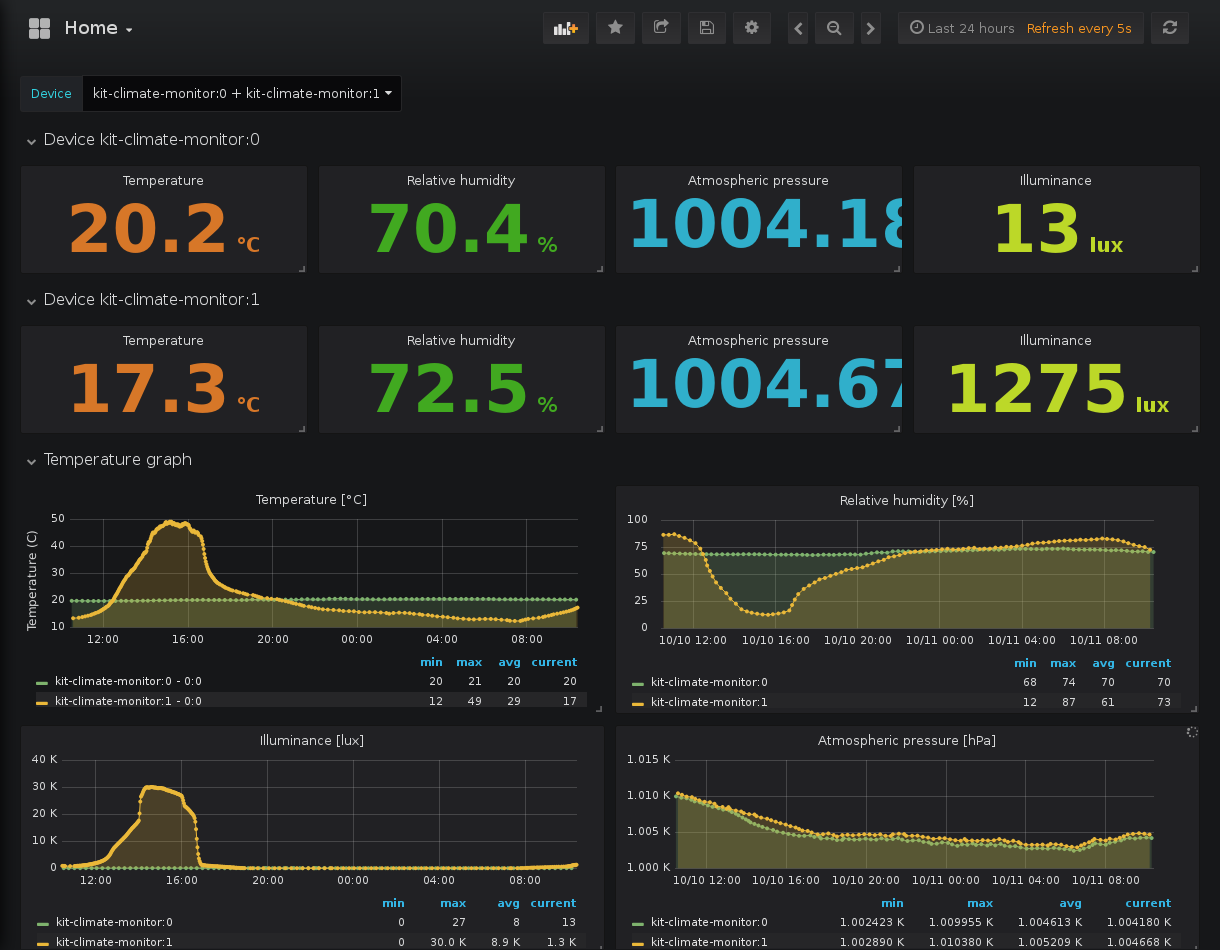 Home
Last 24 hours Refresh every 5s
Device kit-climate-monitor:0 + kit-climate-monitor:1
Device kit-climate-monitor:0
Temperature Relative humidity Atmospheric pressure Illuminance
20.2 °C 70.4 % 1004.18 13 lux
Device kit-climate-monitor:1
Temperature Relative humidity Atmospheric pressure Illuminance
17.3 °C 72.5 % 1004.67 1275 lux
Temperature graph
Temperature [°C]
Temperature (C)
50
40
30
20
10
12:00 16:00 20:00 00:00 04:00 08:00
min max avg current
kit-climate-monitor:0 - 0:0 20 21 20 20
kit-climate-monitor:1 - 0:0 12 49 29 17
Relative humidity [%]
100
75
50
25
0
10/10 12:00 10/10 16:00 10/10 20:00 10/11 00:00 10/11 04:00 10/11 08:00
min max avg current
kit-climate-monitor:0 68 74 70 70
kit-climate-monitor:1 12 87 61 73
Illuminance [lux]
40 K
30 K
20 K
10 K
0
12:00 16:00 20:00 00:00 04:00 08:00
min max avg current
kit-climate-monitor:0 0 27 8 13
kit-climate-monitor:1 0 30.0 K 8.9 K 1.3 K
Atmospheric pressure [hPa]
1.015 K
1.010 K
1.005 K
1.000 K
10/10 12:00 10/10 16:00 10/10 20:00 10/11 00:00 10/11 04:00 10/11 08:00
min max avg current
kit-climate-monitor:0 1.002423 K 1.009955 K 1.004613 K 1.004180 K
kit-climate-monitor:1 1.002890 K 1.010380 K 1.005209 K 1.004668 K